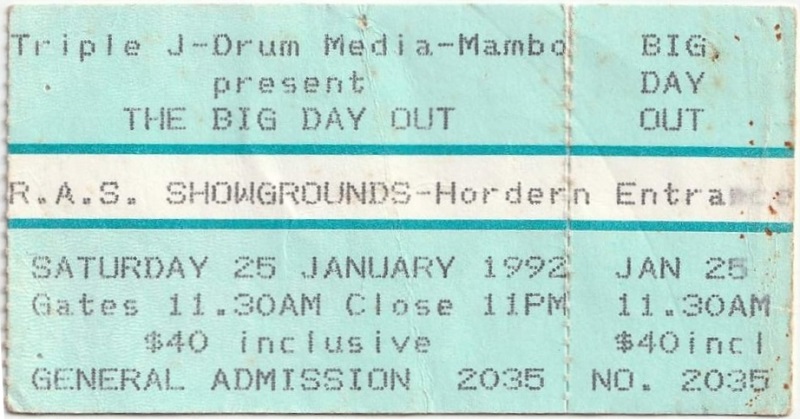 Triple J-Drum Media-Mambo
present
THE BIG DAY OUT
BIG
DAY
OUT
R.A.S. SHOWGROUNDS-Hordern Entrance
SATURDAY 25 JANUARY 1992
Gates 11.30AM Close 11PM
$40 inclusive
GENERAL ADMISSION 2035
JAN 25
11.30AM
$40incl
NO. 2035